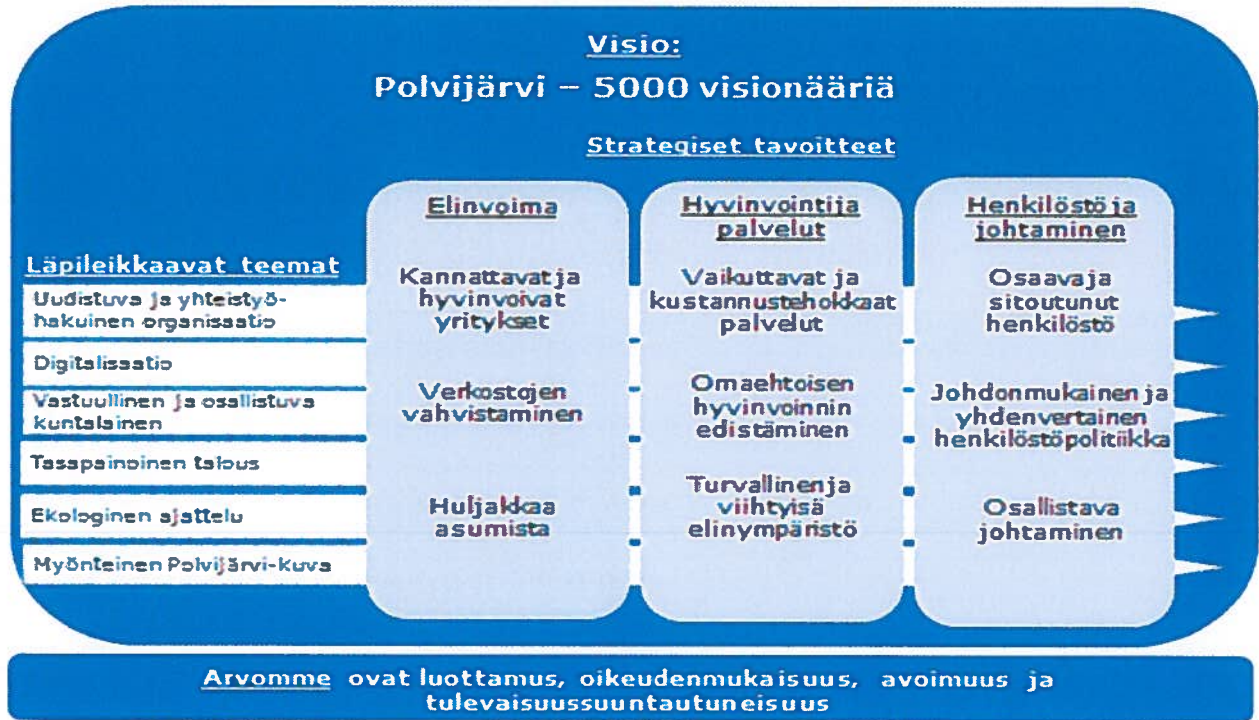 Visio:
Polvijärvi – 5000 visionääriä
Strategiset tavoitteet
Läpileikkaavat teemat
Uudistuva ja yhteistyö-
hakuinen organisaatio
Digitalisaatio
Vastuullinen ja osallistuva
kuntalainen
Tasapainoinen talous
Ekologinen ajattelu
Myönteinen Polvijärvi-kuva
Elinvoima
Kannattavat ja
hyvinvoivat
yritykset
Verkostojen
vahvistaminen
Huljakkaa
asumista
Hyvinvointi ja
palvelut
Vaikuttavat ja
kustannustehokkaat
palvelut
Omaehtoisen
hyvinvoinnin
edistäminen
Turvallinen ja
viihtyisä
elinympäristö
Henkilöstö ja
johtaminen
Osaava ja
sitoutunut
henkilöstö
Johdonmukainen ja
yhdenvertainen
henkilöstöpolitiikka
Osallistava
johtaminen
Arvomme ovat luottamus, oikeudenmukaisuus, avoimuus ja
tulevaisuussuuntautuneisuus